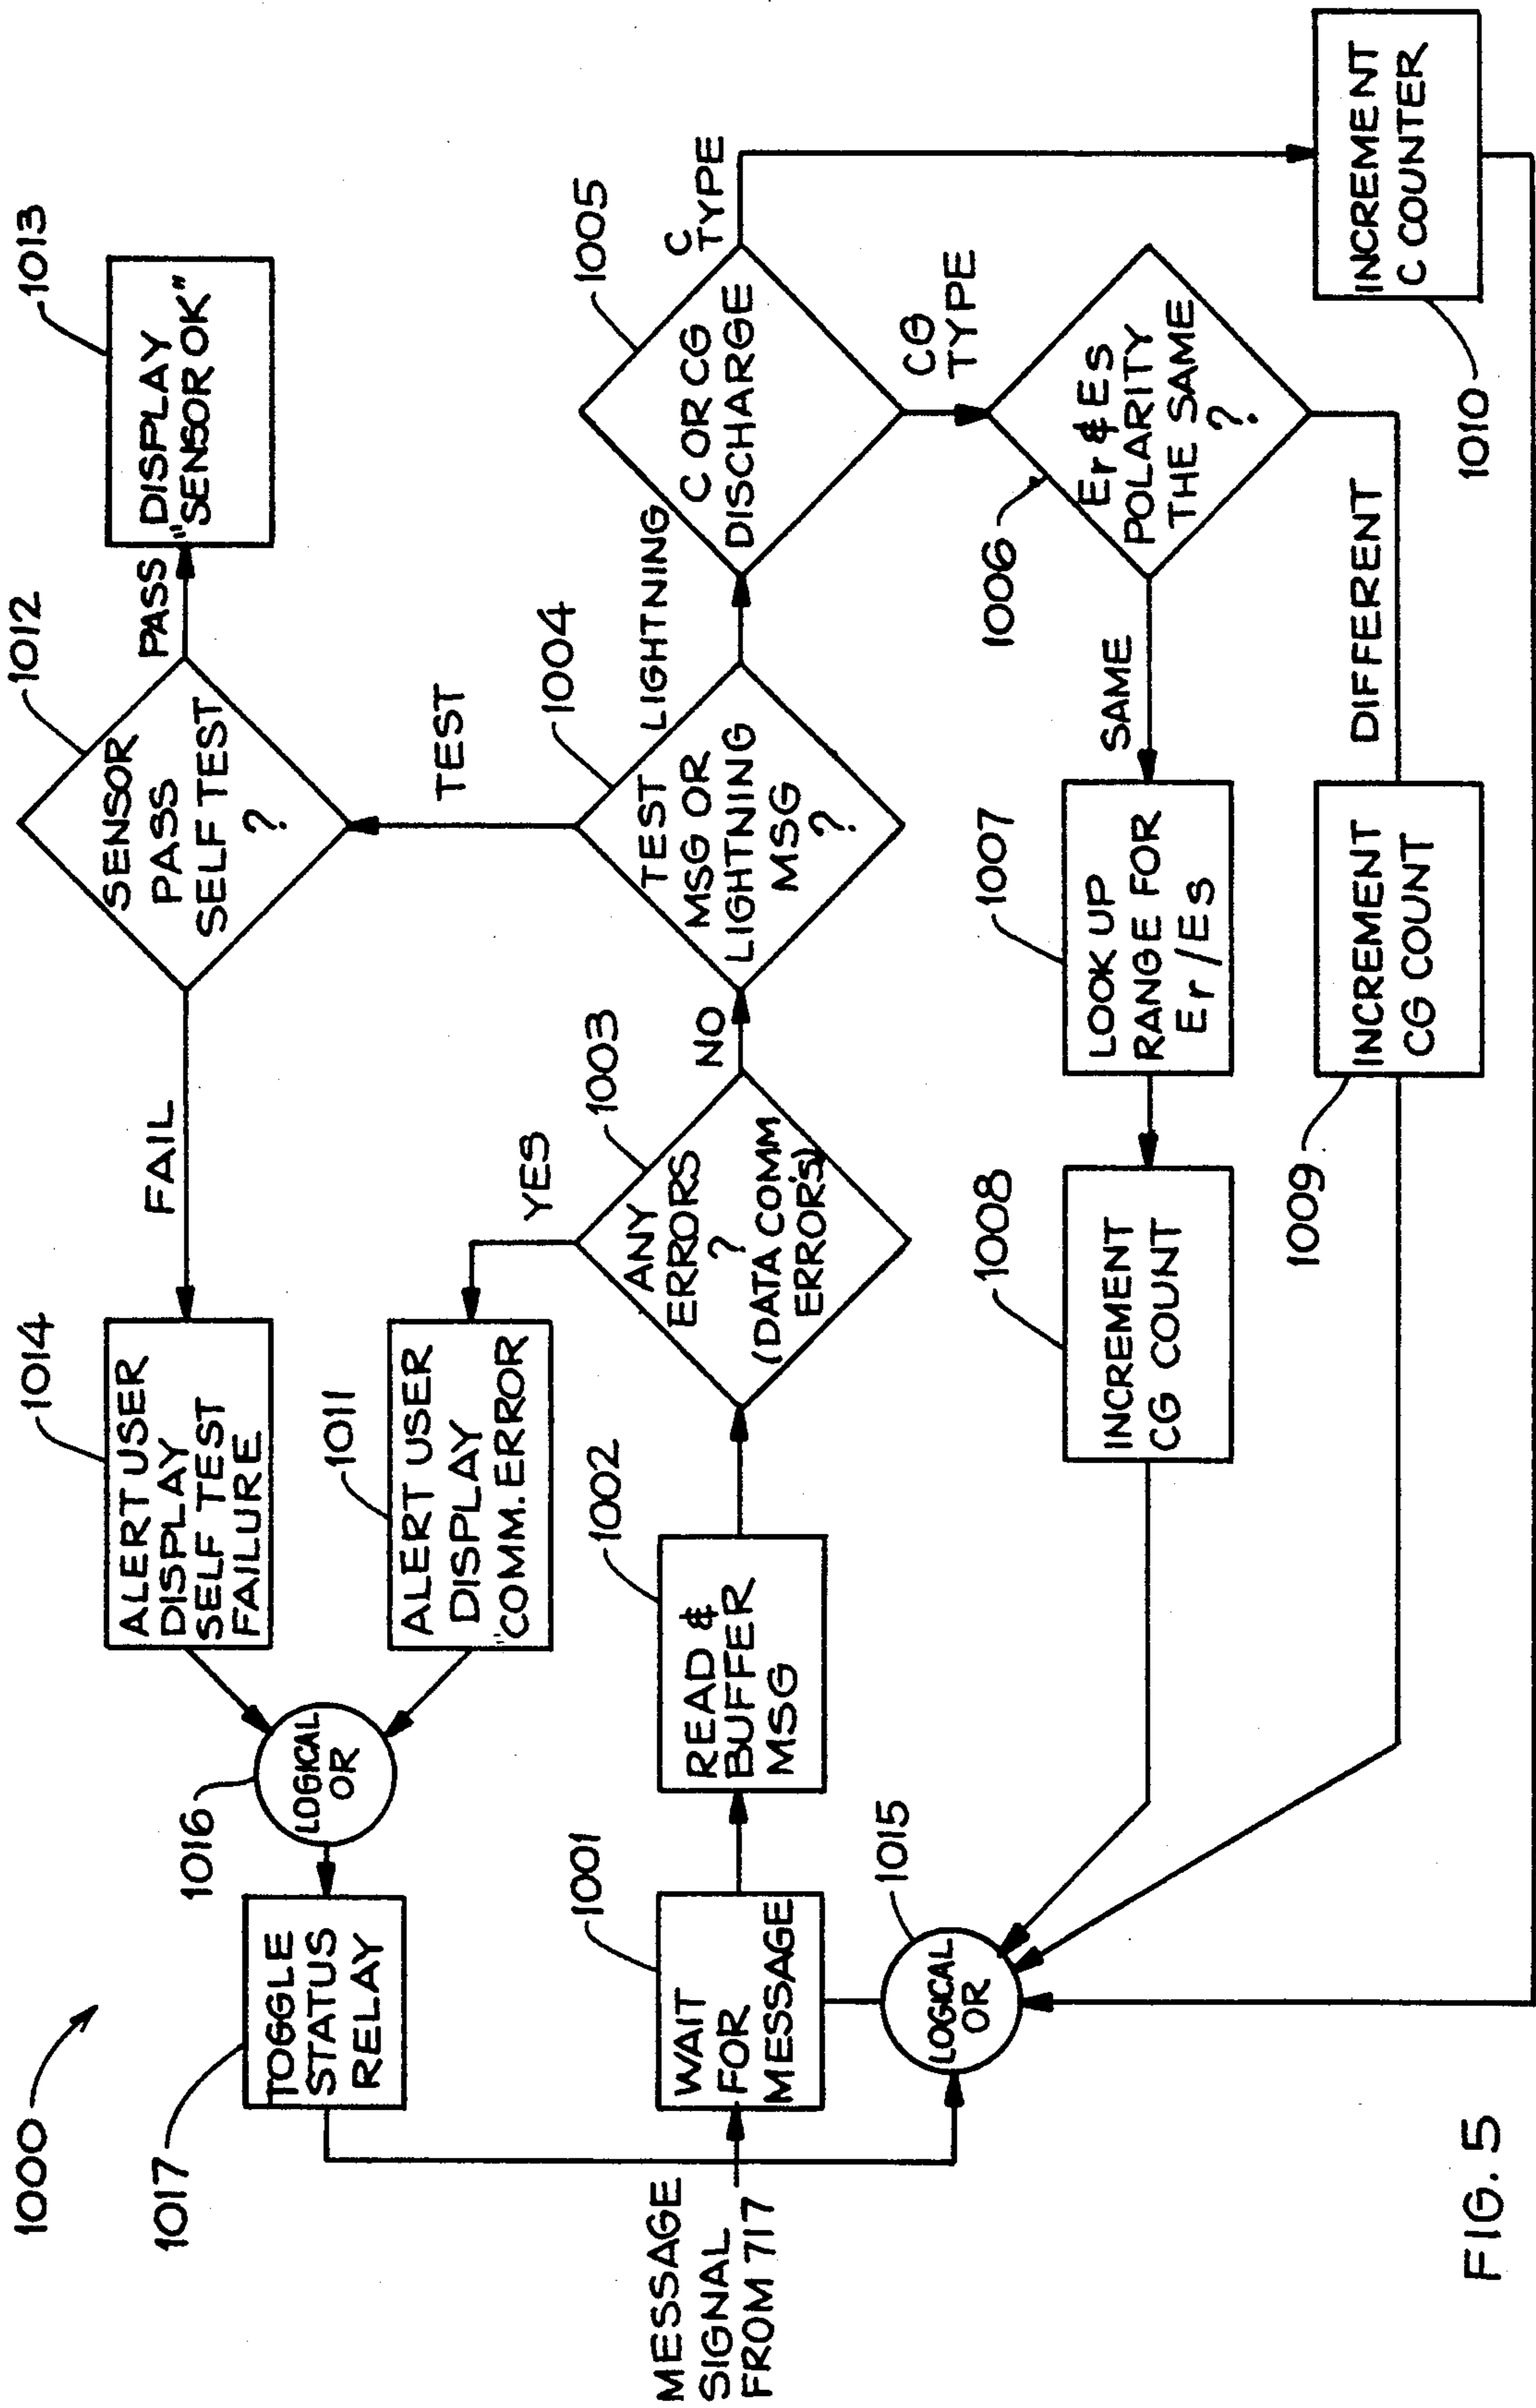 1000
1017
TOGGLE
STATUS
RELAY
1016
LOGICAL
OR
1014
ALERT USER
DISPLAY
SELF TEST
FAILURE
FAIL
1012
SENSOR
PASS
SELF TEST
?
PASS
1013
DISPLAY
"SENSOR OK"
1011
ALERT USER
DISPLAY
"COMM. ERROR
YES
TEST
MESSAGE
SIGNAL
FROM 717
1001
WAIT
FOR
MESSAGE
1002
READ &
BUFFER
MSG
1003
ANY
ERRORS
?
(DATA COMM
ERRORS)
NO
1004
TEST
MSG OR
LIGHTNING
MSG
?
LIGHTNING
1005
C OR CG
DISCHARGE
C
TYPE
CG
TYPE
1015
LOGICAL
OR
1008
INCREMENT
CG COUNT
1007
LOOK UP
RANGE FOR
Er/Es
SAME
1006
Er & Es
POLARITY
THE SAME
?
1009
INCREMENT
CG COUNT
DIFFERENT
1010
INCREMENT
C COUNTER
FIG. 5